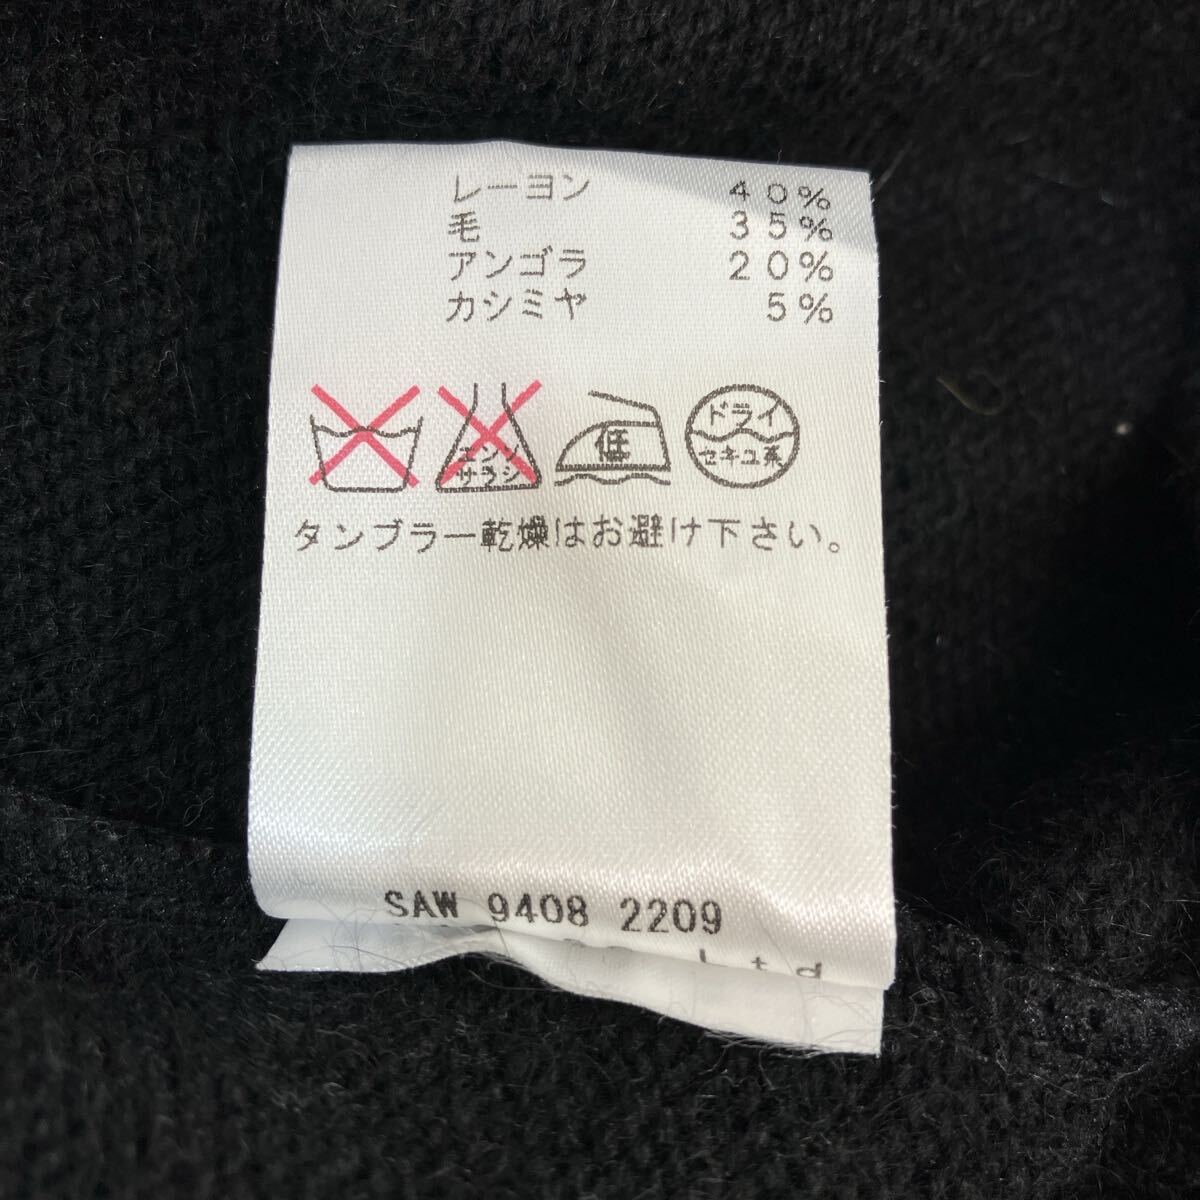 レーヨン 40%
毛 35%
アンゴラ 20%
カシミヤ 5%
エンソ
サラシ
低
ドライ
セキユ系
タンブラー乾燥はお避け下さい。
SAW 9408 2209
Ltd